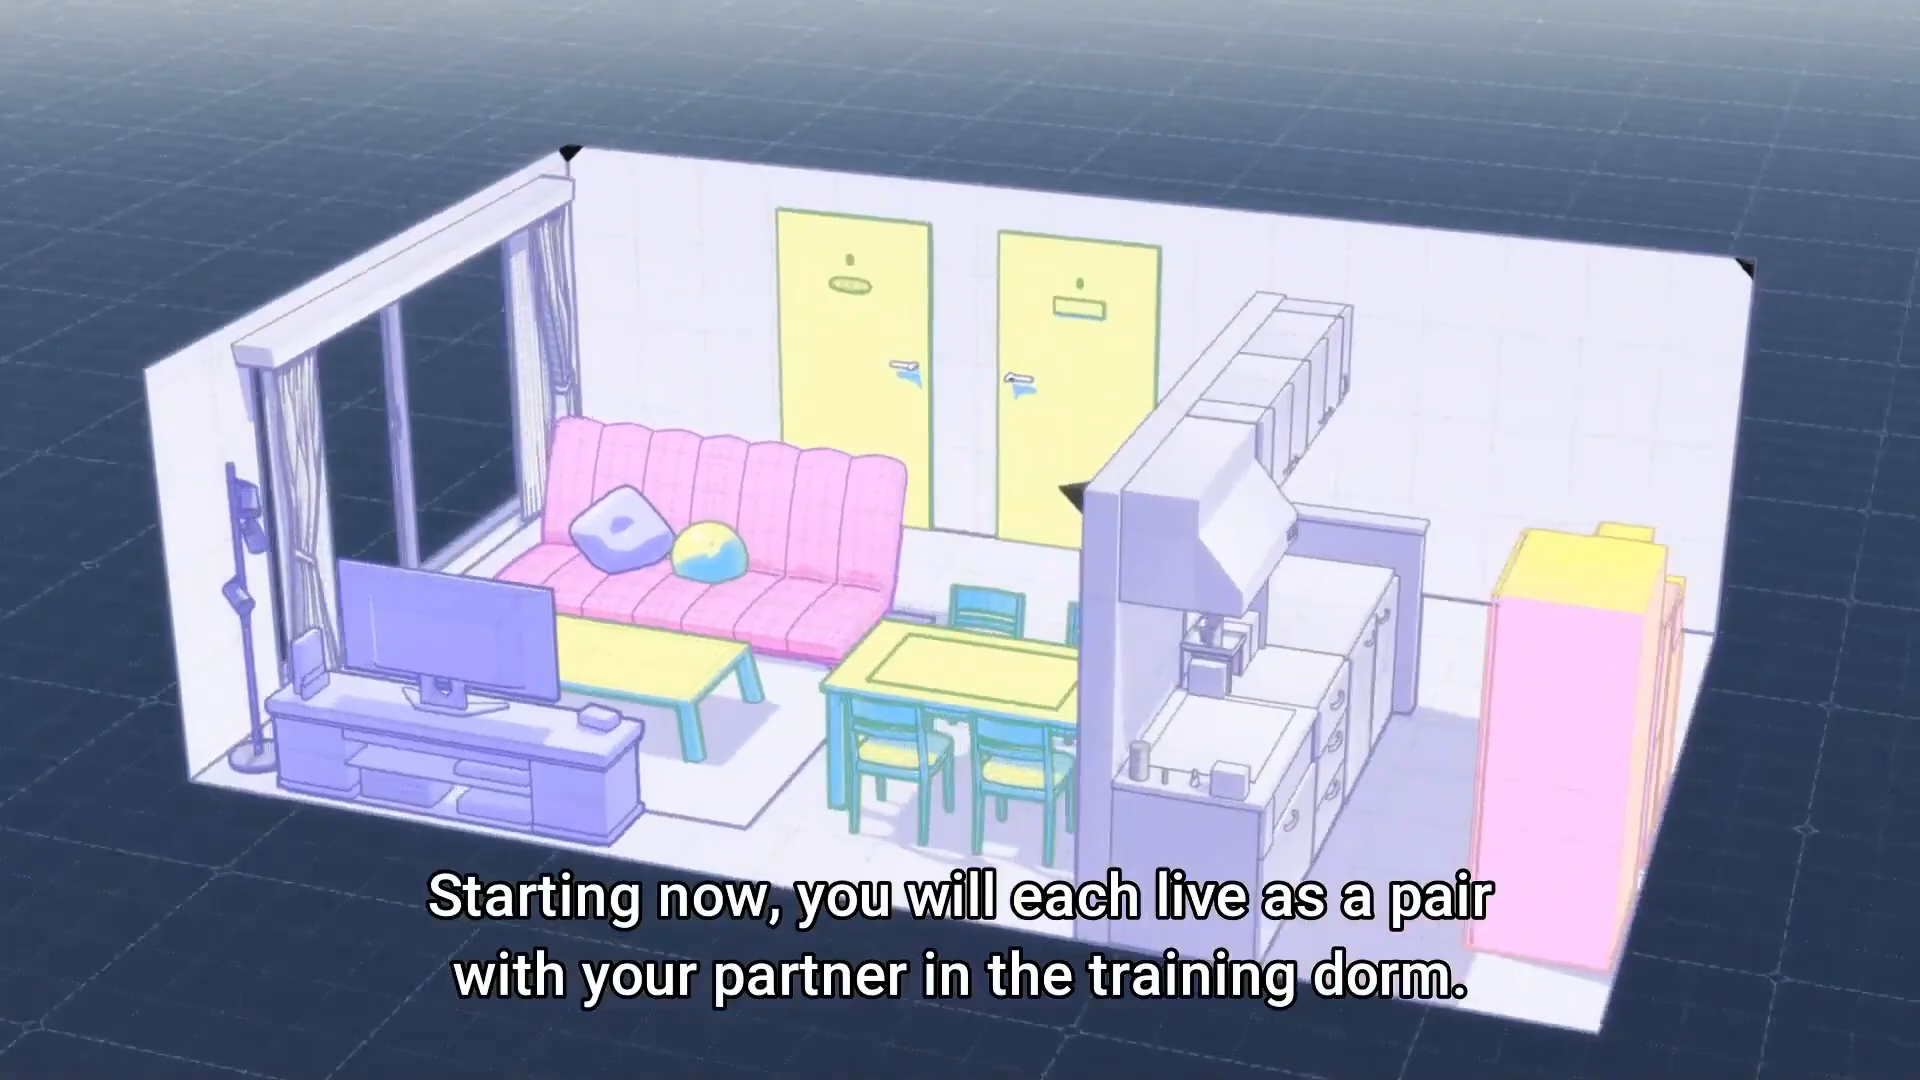 Starting now, you will each live as a pair
with your partner in the training dorm.